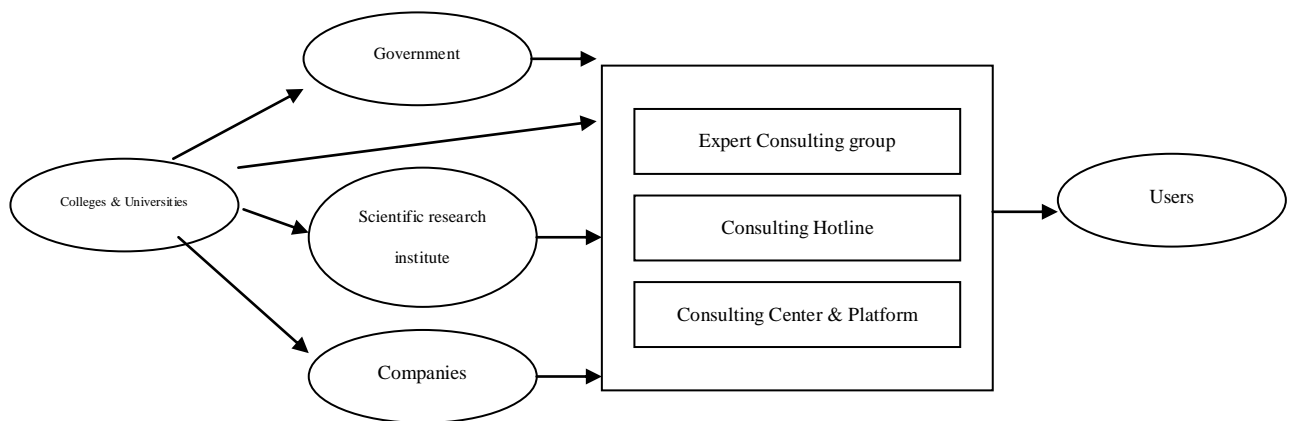 Government
Expert Consulting group
Colleges & Universities
Scientific research
institute
Consulting Hotline
Users
Consulting Center & Platform
Companies